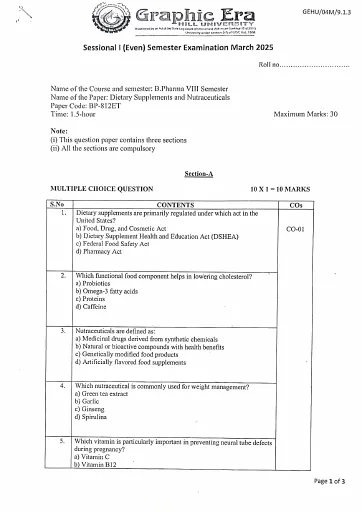 GEHU/04M/9.1.3
Graphic Era
HILL UNIVERSITY
Sessional I (Even) Semester Examination March 2025
Roll no..............................
Name of the Course and semester: B.Pharma VIII Semester
Name of the Paper: Dietary Supplements and Nutraceuticals
Paper Code: BP-812ET
Time: 1.5-hour Maximum Marks: 30
Note:
(i) This question paper contains three sections
(ii) All the sections are compulsory
Section-A
MULTIPLE CHOICE QUESTION 10 X 1 = 10 MARKS
S.No CONTENTS COs
1. Dietary supplements are primarily regulated under which act in the
United States?
a) Food, Drug, and Cosmetic Act CO-01
b) Dietary Supplement Health and Education Act (DSHEA)
c) Federal Food Safety Act
d) Pharmacy Act
2. Which functional food component helps in lowering cholesterol?
a) Probiotics
b) Omega-3 fatty acids
c) Proteins
d) Caffeine
3. Nutraceuticals are defined as:
a) Medicinal drugs derived from synthetic chemicals
b) Natural or bioactive compounds with health benefits
c) Genetically modified food products
d) Artificially flavored food supplements
4. Which nutraceutical is commonly used for weight management?
a) Green tea extract
b) Garlic
c) Ginseng
d) Spirulina
5. Which vitamin is particularly important in preventing neural tube defects
during pregnancy?
a) Vitamin C
b) Vitamin B12
Page 1 of 3